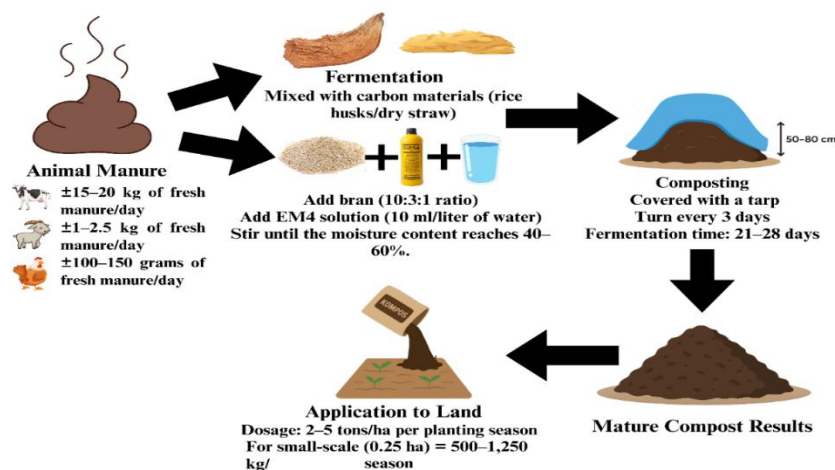 Fermentation
Mixed with carbon materials (rice
husks/dry straw)
Animal Manure
±15–20 kg of fresh
manure/day
±1–2.5 kg of fresh
manure/day
±100–150 grams of
fresh manure/day
Add bran (10:3:1 ratio)
Add EM4 solution (10 ml/liter of water)
Stir until the moisture content reaches 40–
60%.
50–80 cm
Composting
Covered with a tarp
Turn every 3 days
Fermentation time: 21–28 days
Mature Compost Results
KOMPOS
Application to Land
Dosage: 2–5 tons/ha per planting season
For small-scale (0.25 ha) = 500–1,250
kg/ season